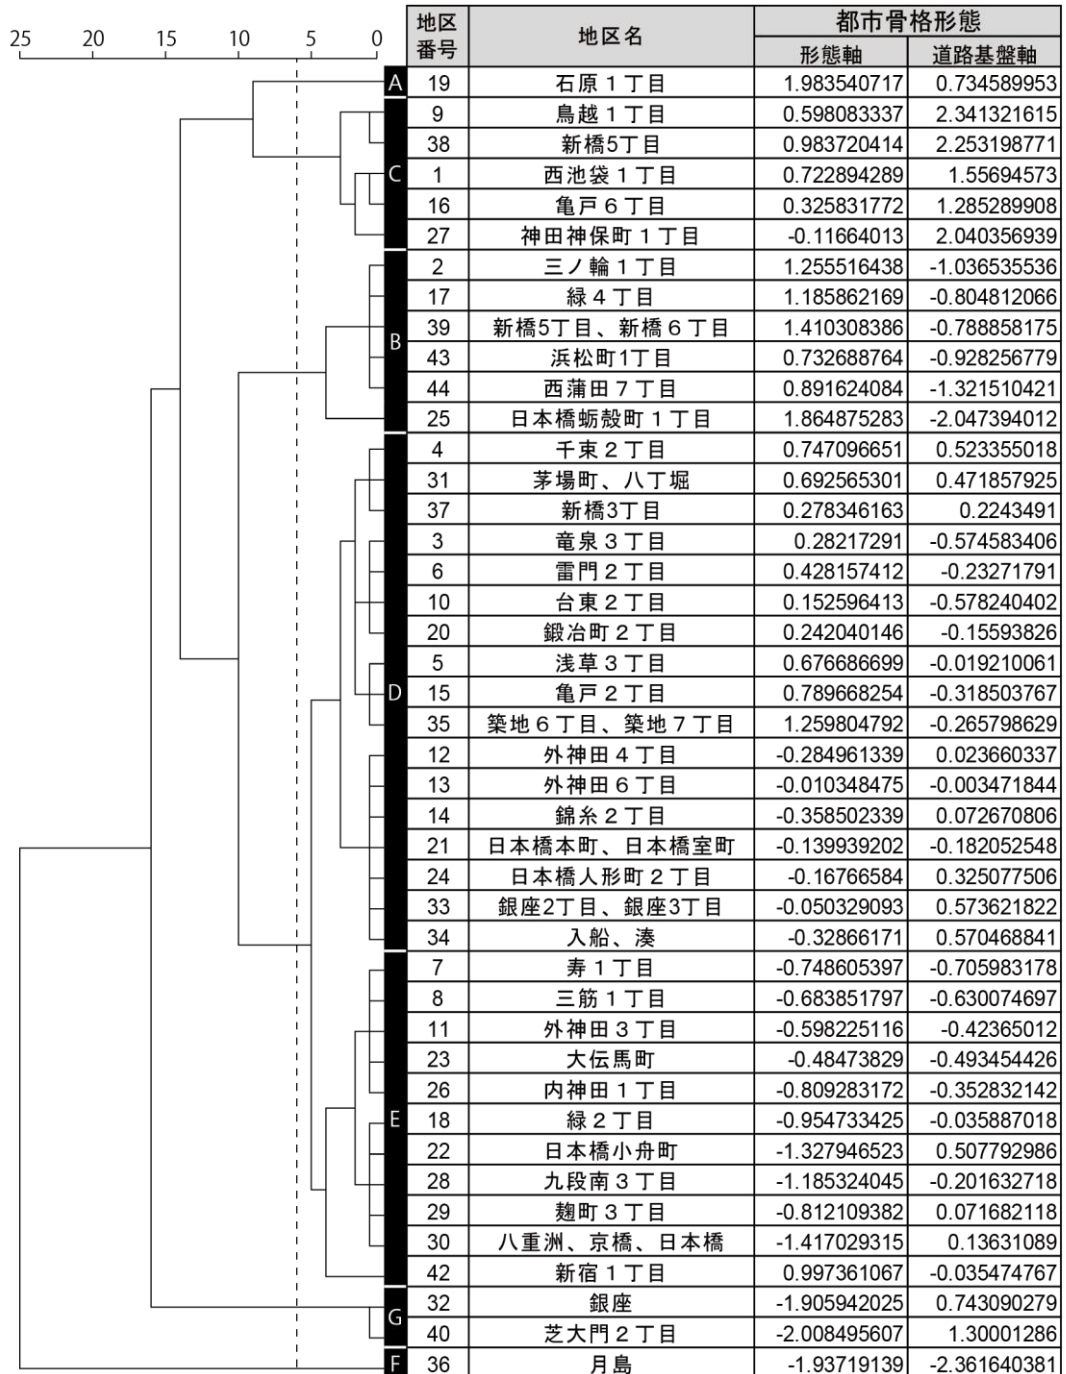 25 20 15 10 5 0
地区番号 地区名 都市骨格形態
形態軸 道路基盤軸
A 19 石原1丁目 1.983540717 0.734589953
9 鳥越1丁目 0.598083337 2.341321615
38 新橋5丁目 0.983720414 2.253198771
C 1 西池袋1丁目 0.722894289 1.55694573
16 亀戸6丁目 0.325831772 1.285289908
27 神田神保町1丁目 -0.11664013 2.040356939
2 三ノ輪1丁目 1.255516438 -1.036535536
17 緑4丁目 1.185862169 -0.804812066
39 新橋5丁目、新橋6丁目 1.410308386 -0.788858175
B 43 浜松町1丁目 0.732688764 -0.928256779
44 西蒲田7丁目 0.891624084 -1.321510421
25 日本橋蛎殻町1丁目 1.864875283 -2.047394012
4 千束2丁目 0.747096651 0.523355018
31 茅場町、八丁堀 0.692565301 0.471857925
37 新橋3丁目 0.278346163 0.2243491
3 竜泉3丁目 0.28217291 -0.574583406
6 雷門2丁目 0.428157412 -0.23271791
10 台東2丁目 0.152596413 -0.578240402
20 鍛冶町2丁目 0.242040146 -0.15593826
5 浅草3丁目 0.676686699 -0.019210061
D 15 亀戸2丁目 0.789668254 -0.318503767
35 築地6丁目、築地7丁目 1.259804792 -0.265798629
12 外神田4丁目 -0.284961339 0.023660337
13 外神田6丁目 -0.010348475 -0.003471844
14 錦糸2丁目 -0.358502339 0.072670806
21 日本橋本町、日本橋室町 -0.139939202 -0.182052548
24 日本橋人形町2丁目 -0.16766584 0.325077506
33 銀座2丁目、銀座3丁目 -0.050329093 0.573621822
34 入船、湊 -0.32866171 0.570468841
7 寿1丁目 -0.748605397 -0.705983178
8 三筋1丁目 -0.683851797 -0.630074697
11 外神田3丁目 -0.598225116 -0.42365012
23 大伝馬町 -0.48473829 -0.493454426
26 内神田1丁目 -0.809283172 -0.352832142
E 18 緑2丁目 -0.954733425 -0.035887018
22 日本橋小舟町 -1.327946523 0.507792986
28 九段南3丁目 -1.185324045 -0.201632718
29 麹町3丁目 -0.812109382 0.071682118
30 八重洲、京橋、日本橋 -1.417029315 0.13631089
42 新宿1丁目 0.997361067 -0.035474767
G 32 銀座 -1.905942025 0.743090279
40 芝大門2丁目 -2.008495607 1.30001286
F 36 月島 -1.93719139 -2.361640381